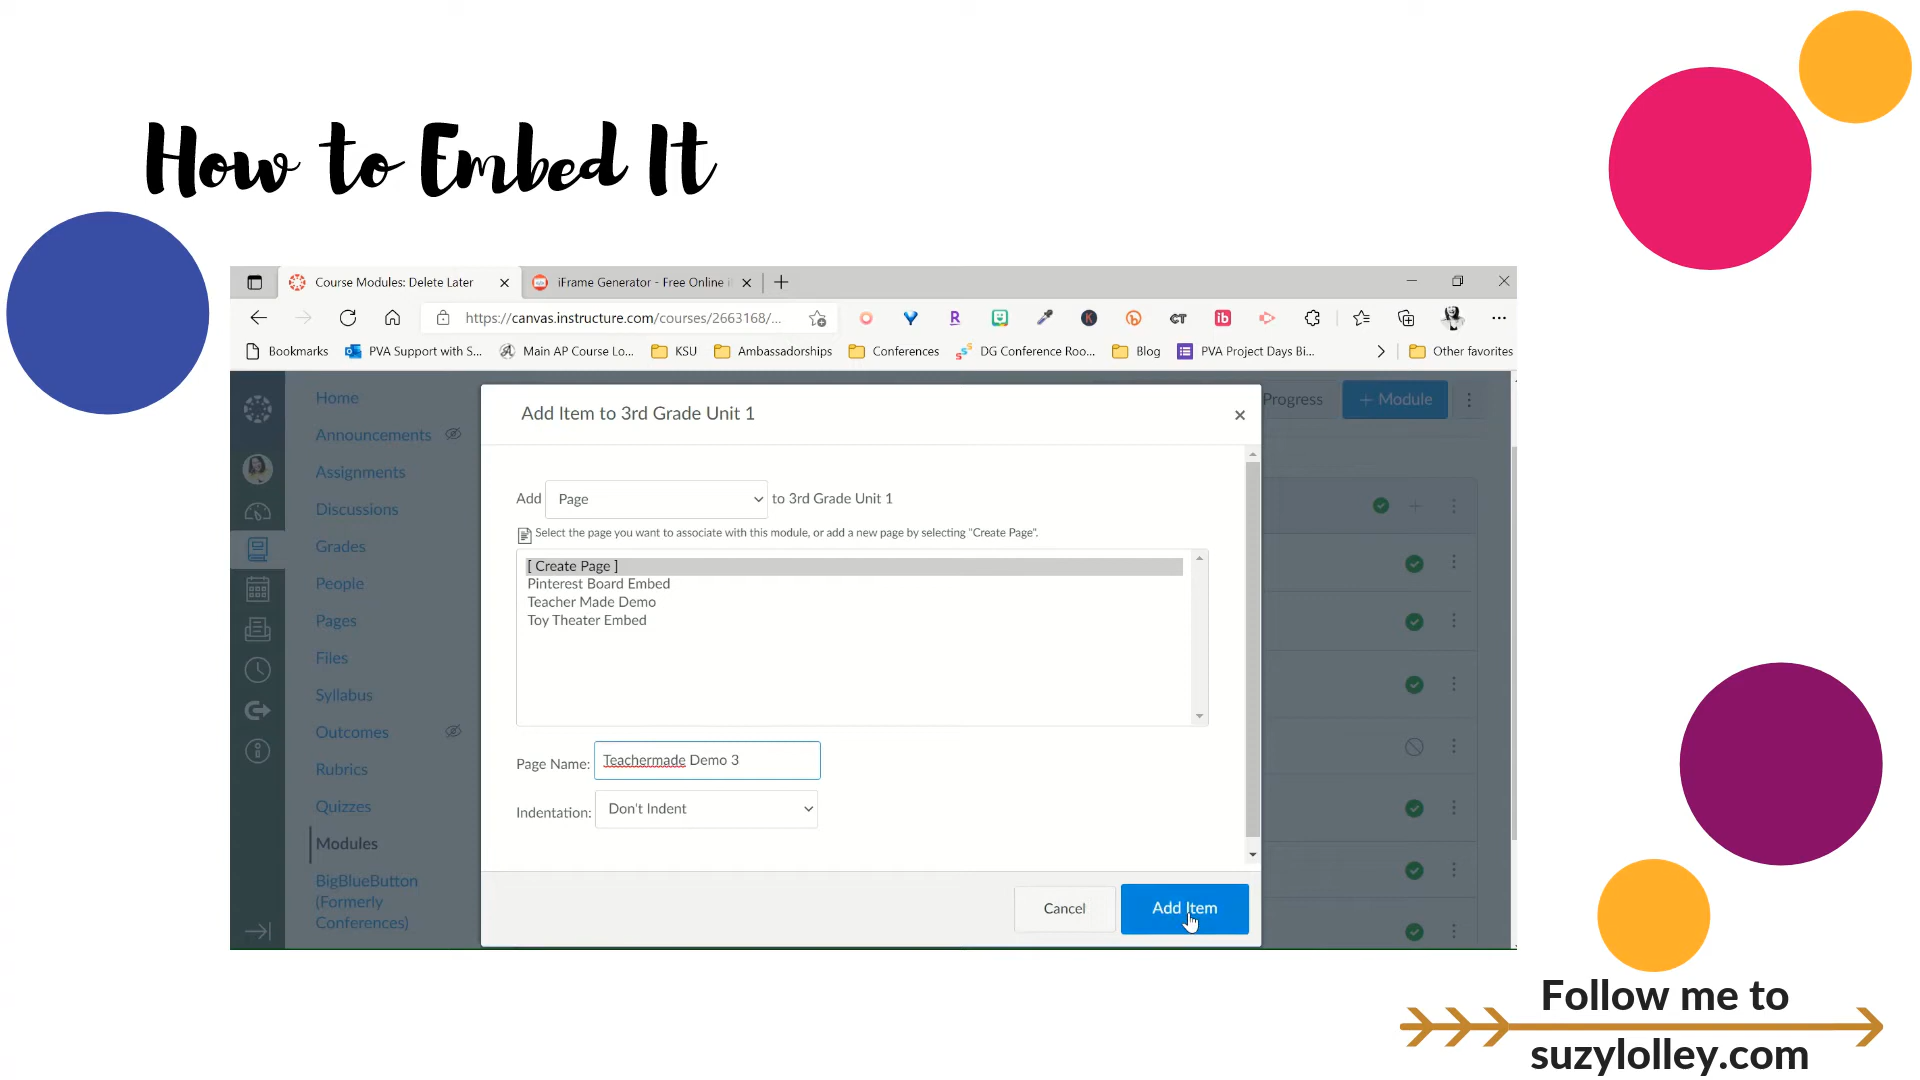 How to Embed It
Course Modules: Delete Later
iFrame Generator - Free Online i
https://canvas.instructure.com/courses/2663168/...
R
K
CT
ib
Bookmarks
PVA Support with S...
Main AP Course Lo...
KSU
Ambassadorships
Conferences
DG Conference Roo...
Blog
PVA Project Days Bi...
Other favorites
Home
Announcements
Assignments
Discussions
Grades
People
Pages
Files
Syllabus
Outcomes
Rubrics
Quizzes
Modules
BigBlueButton
(Formerly
Conferences)
Progress
+ Module
Add Item to 3rd Grade Unit 1
Add Page to 3rd Grade Unit 1
Select the page you want to associate with this module, or add a new page by selecting "Create Page".
[ Create Page ]
Pinterest Board Embed
Teacher Made Demo
Toy Theater Embed
Page Name: Teachermade Demo 3
Indentation: Don't Indent
Cancel
Add Item
Follow me to
suzylolley.com